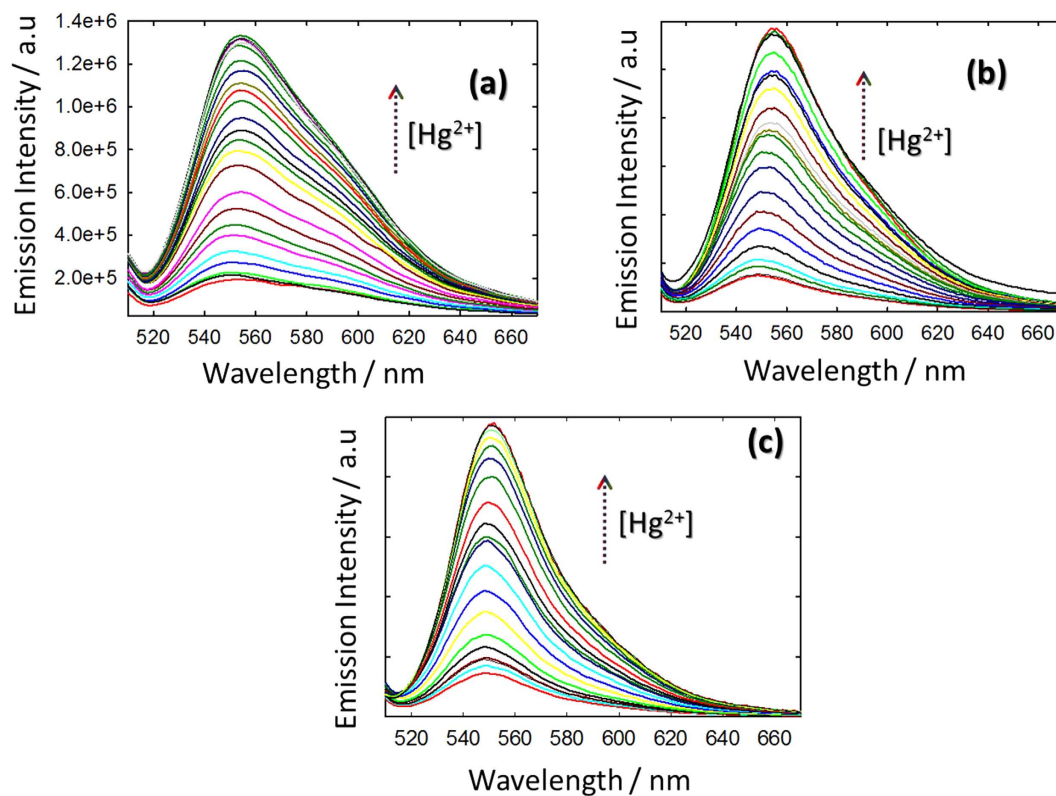 (a)
[Hg²⁺]
Emission Intensity / a.u
1.4e+6
1.2e+6
1.0e+6
8.0e+5
6.0e+5
4.0e+5
2.0e+5
520 540 560 580 600 620 640 660
Wavelength / nm
(b)
[Hg²⁺]
Emission Intensity/ a.u
520 540 560 580 600 620 640 660
Wavelength / nm
(c)
[Hg²⁺]
Emission Intensity / a.u
520 540 560 580 600 620 640 660
Wavelength / nm